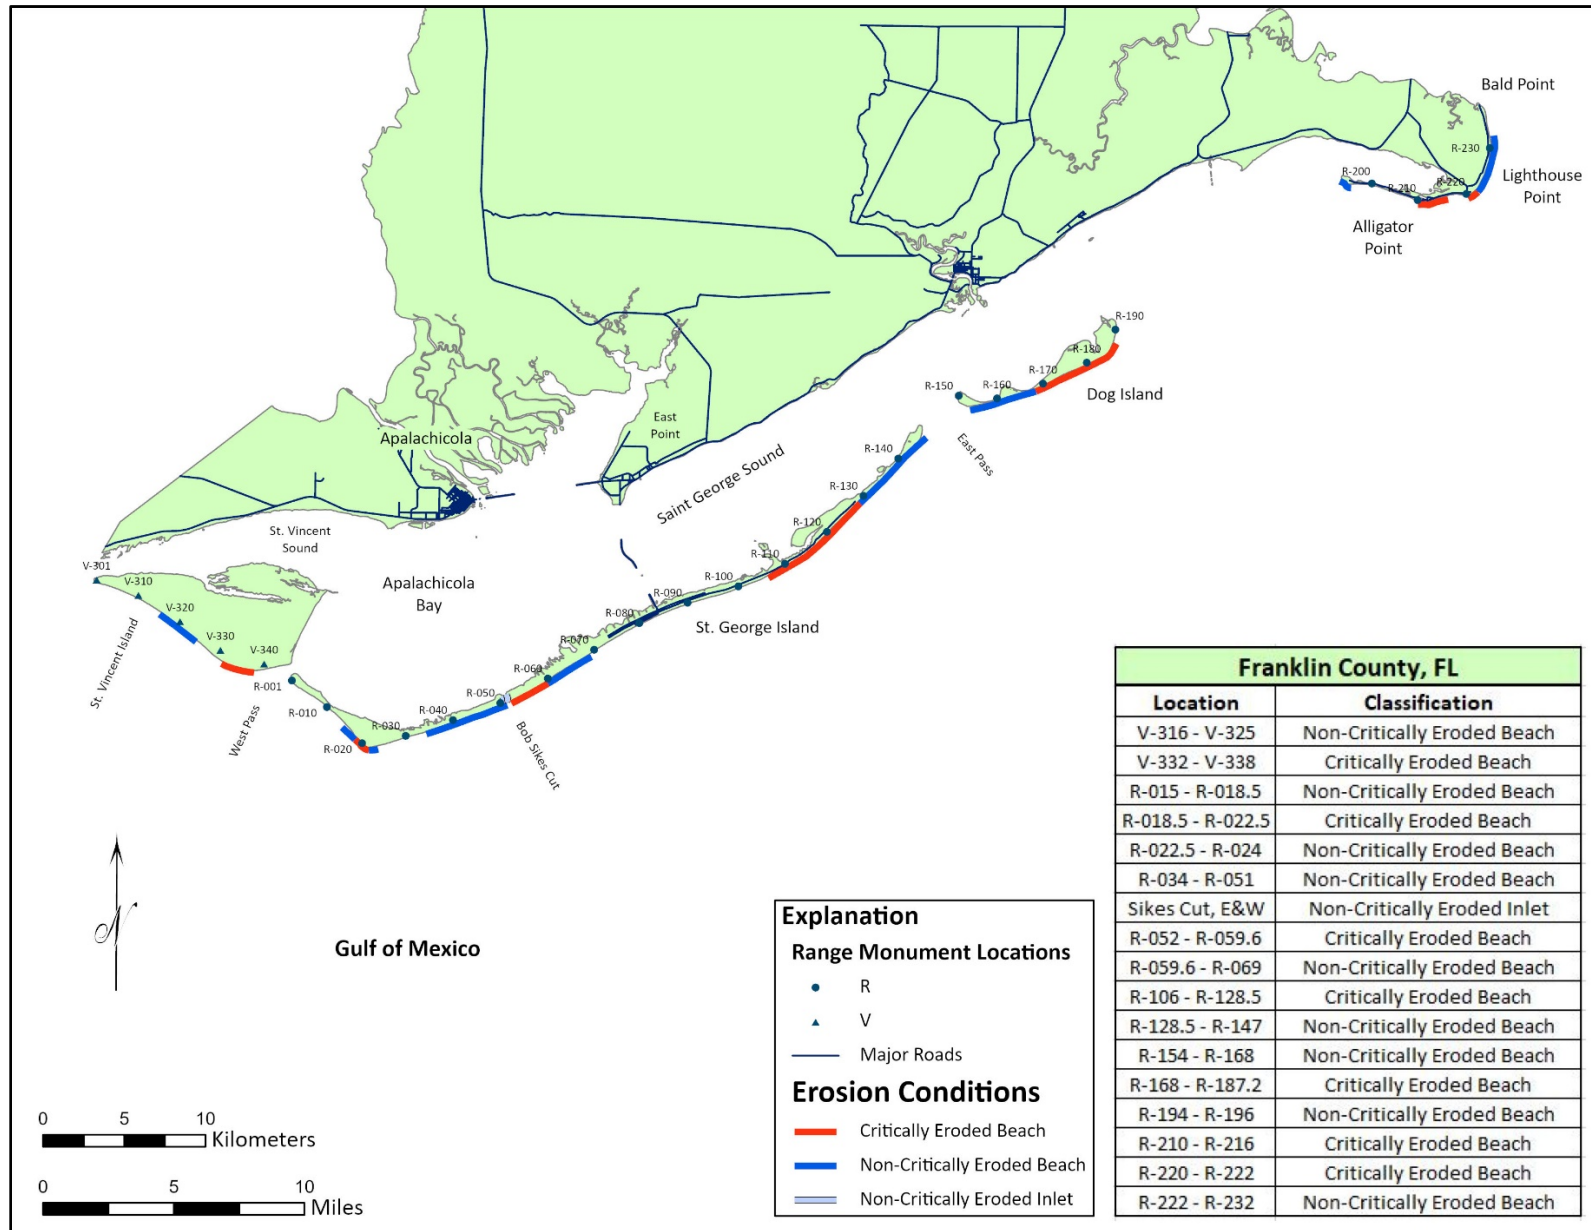 Bald Point
R-230
Lighthouse
Point
R-200
R-210
R-220
Alligator
Point
R-190
R-180
R-170
R-160
R-150
Dog Island
East Pass
East
Point
Apalachicola
Saint George Sound
R-140
R-130
R-120
R-110
R-100
R-090
R-080
R-070
R-060
R-050
R-040
R-030
R-020
R-010
R-001
St. George Island
St. Vincent
Sound
Apalachicola
Bay
V-301
V-310
V-320
V-330
V-340
St. Vincent Island
West Pass
Bob Sikes Cut
N
Gulf of Mexico
0 5 10
Kilometers
0 5 10
Miles
Explanation
Range Monument Locations
R
V
Major Roads
Erosion Conditions
Critically Eroded Beach
Non-Critically Eroded Beach
Non-Critically Eroded Inlet
Franklin County, FL
Location Classification
V-316 - V-325 Non-Critically Eroded Beach
V-332 - V-338 Critically Eroded Beach
R-015 - R-018.5 Non-Critically Eroded Beach
R-018.5 - R-022.5 Critically Eroded Beach
R-022.5 - R-024 Non-Critically Eroded Beach
R-034 - R-051 Non-Critically Eroded Beach
Sikes Cut, E&W Non-Critically Eroded Inlet
R-052 - R-059.6 Critically Eroded Beach
R-059.6 - R-069 Non-Critically Eroded Beach
R-106 - R-128.5 Critically Eroded Beach
R-128.5 - R-147 Non-Critically Eroded Beach
R-154 - R-168 Non-Critically Eroded Beach
R-168 - R-187.2 Critically Eroded Beach
R-194 - R-196 Non-Critically Eroded Beach
R-210 - R-216 Critically Eroded Beach
R-220 - R-222 Critically Eroded Beach
R-222 - R-232 Non-Critically Eroded Beach